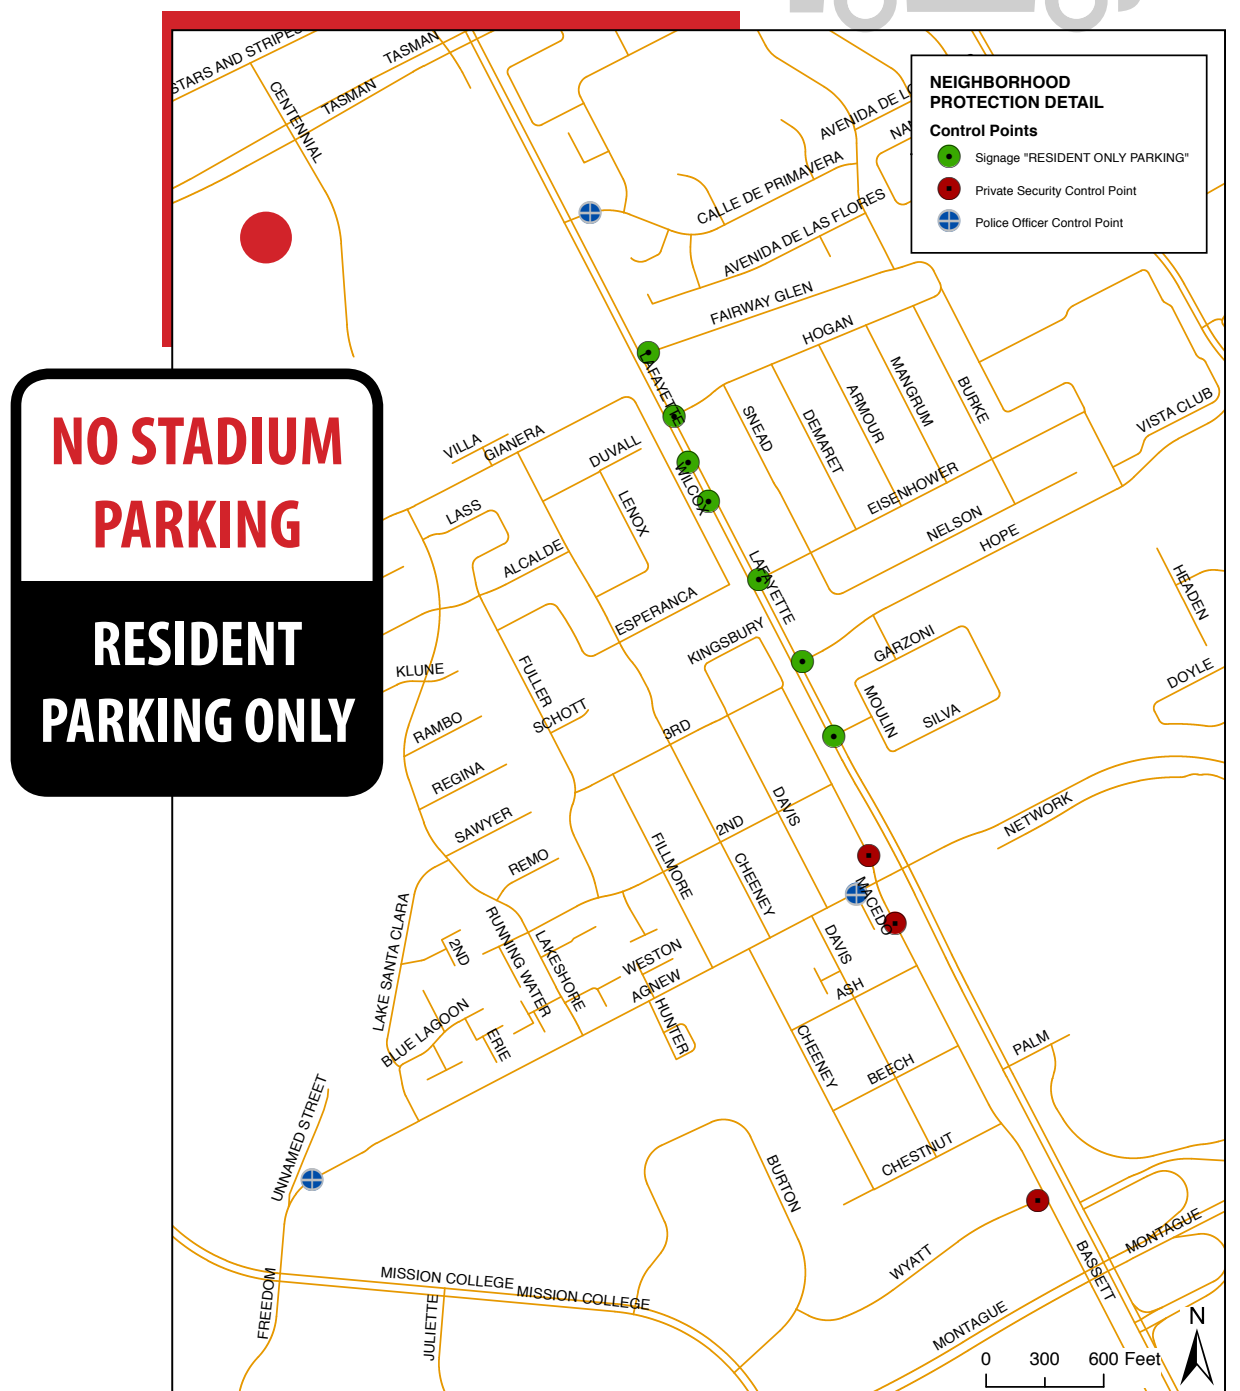 STARS AND STRIPES
TASMAN
TASMAN
CENTENNIAL
AVENIDA DE
CALLE DE PRIMAVERA
AVENIDA DE LAS FLORES
FAIRWAY GLEN
HOGAN
NEIGHBORHOOD
PROTECTION DETAIL
Control Points
Signage "RESIDENT ONLY PARKING"
Private Security Control Point
Police Officer Control Point
NO STADIUM
PARKING
RESIDENT
PARKING ONLY
LAFAYETTE
WILCOX
LAFAYETTE
SNEAD
DEMARET
ARMOUR
MANGRUM
BURKE
VISTA CLUB
EISENHOWER
NELSON
HOPE
VILLA
GIANERA
DUVALL
LENOX
LASS
ALCALDE
ESPERANCA
KINGSBURY
GARZONI
MOULIN
SILVA
HEADEN
DOYLE
KLUNE
FULLER
SCHOTT
RAMBO
REGINA
SAWYER
REMO
3RD
2ND
DAVIS
FILLMORE
CHEENEY
NETWORK
MACEDO
LAKE SANTA CLARA
2ND
RUNNING WATER
LAKESHORE
WESTON
AGNEW
HUNTER
BLUE LAGOON
ERIE
DAVIS
ASH
CHEENEY
BEECH
PALM
CHESTNUT
UNNAMED STREET
BURTON
WYATT
BASSETT
MONTAGUE
MONTAGUE
FREEDOM
MISSION COLLEGE
MISSION COLLEGE
JULIETTE
N
0 300 600 Feet